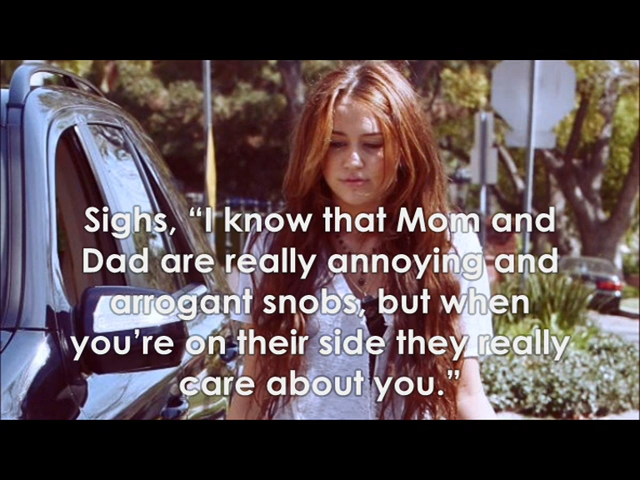 Sighs, “I know that Mom and
Dad are really annoying and
arrogant snobs, but when
you’re on their side they really
care about you.”